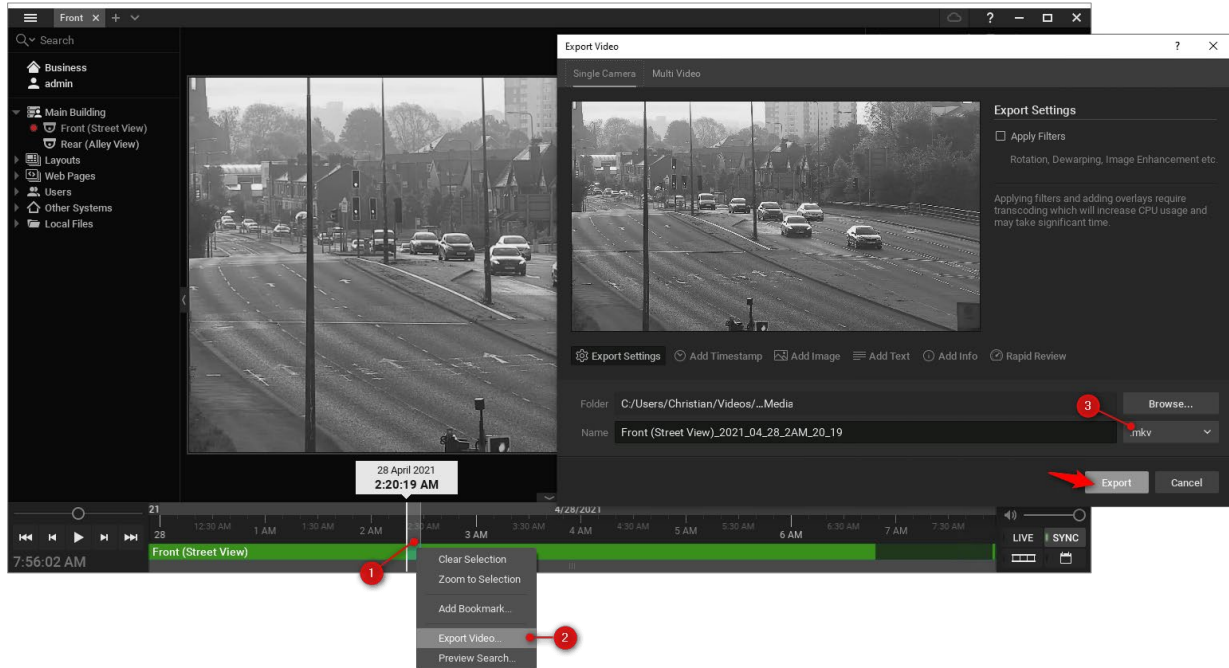 Front
Search
Business
admin
Main Building
Front (Street View)
Rear (Alley View)
Layouts
Web Pages
Users
Other Systems
Local Files
?
Export Video
?
Single Camera Multi Video
Export Settings
Apply Filters
Rotation, Dewarping, Image Enhancement etc.
Applying filters and adding overlays require
transcoding which will increase CPU usage and
may take significant time.
Export Settings Add Timestamp Add Image Add Text Add Info Rapid Review
Folder C:/Users/Christian/Videos/...Media Browse...
3
Name Front (Street View)_2021_04_28_2AM_20_19 .mkv
Export Cancel
28 April 2021
2:20:19 AM
21 4/28/2021
12:30 AM 1:30 AM 2:30 AM 3:30 AM 4:30 AM 5:30 AM 6:30 AM 7:30 AM
28 1 AM 2 AM 3 AM 4 AM 5 AM 6 AM 7 AM
LIVE SYNC
Front (Street View)
7:56:02 AM
1
Clear Selection
Zoom to Selection
Add Bookmark...
Export Video...
2
Preview Search...